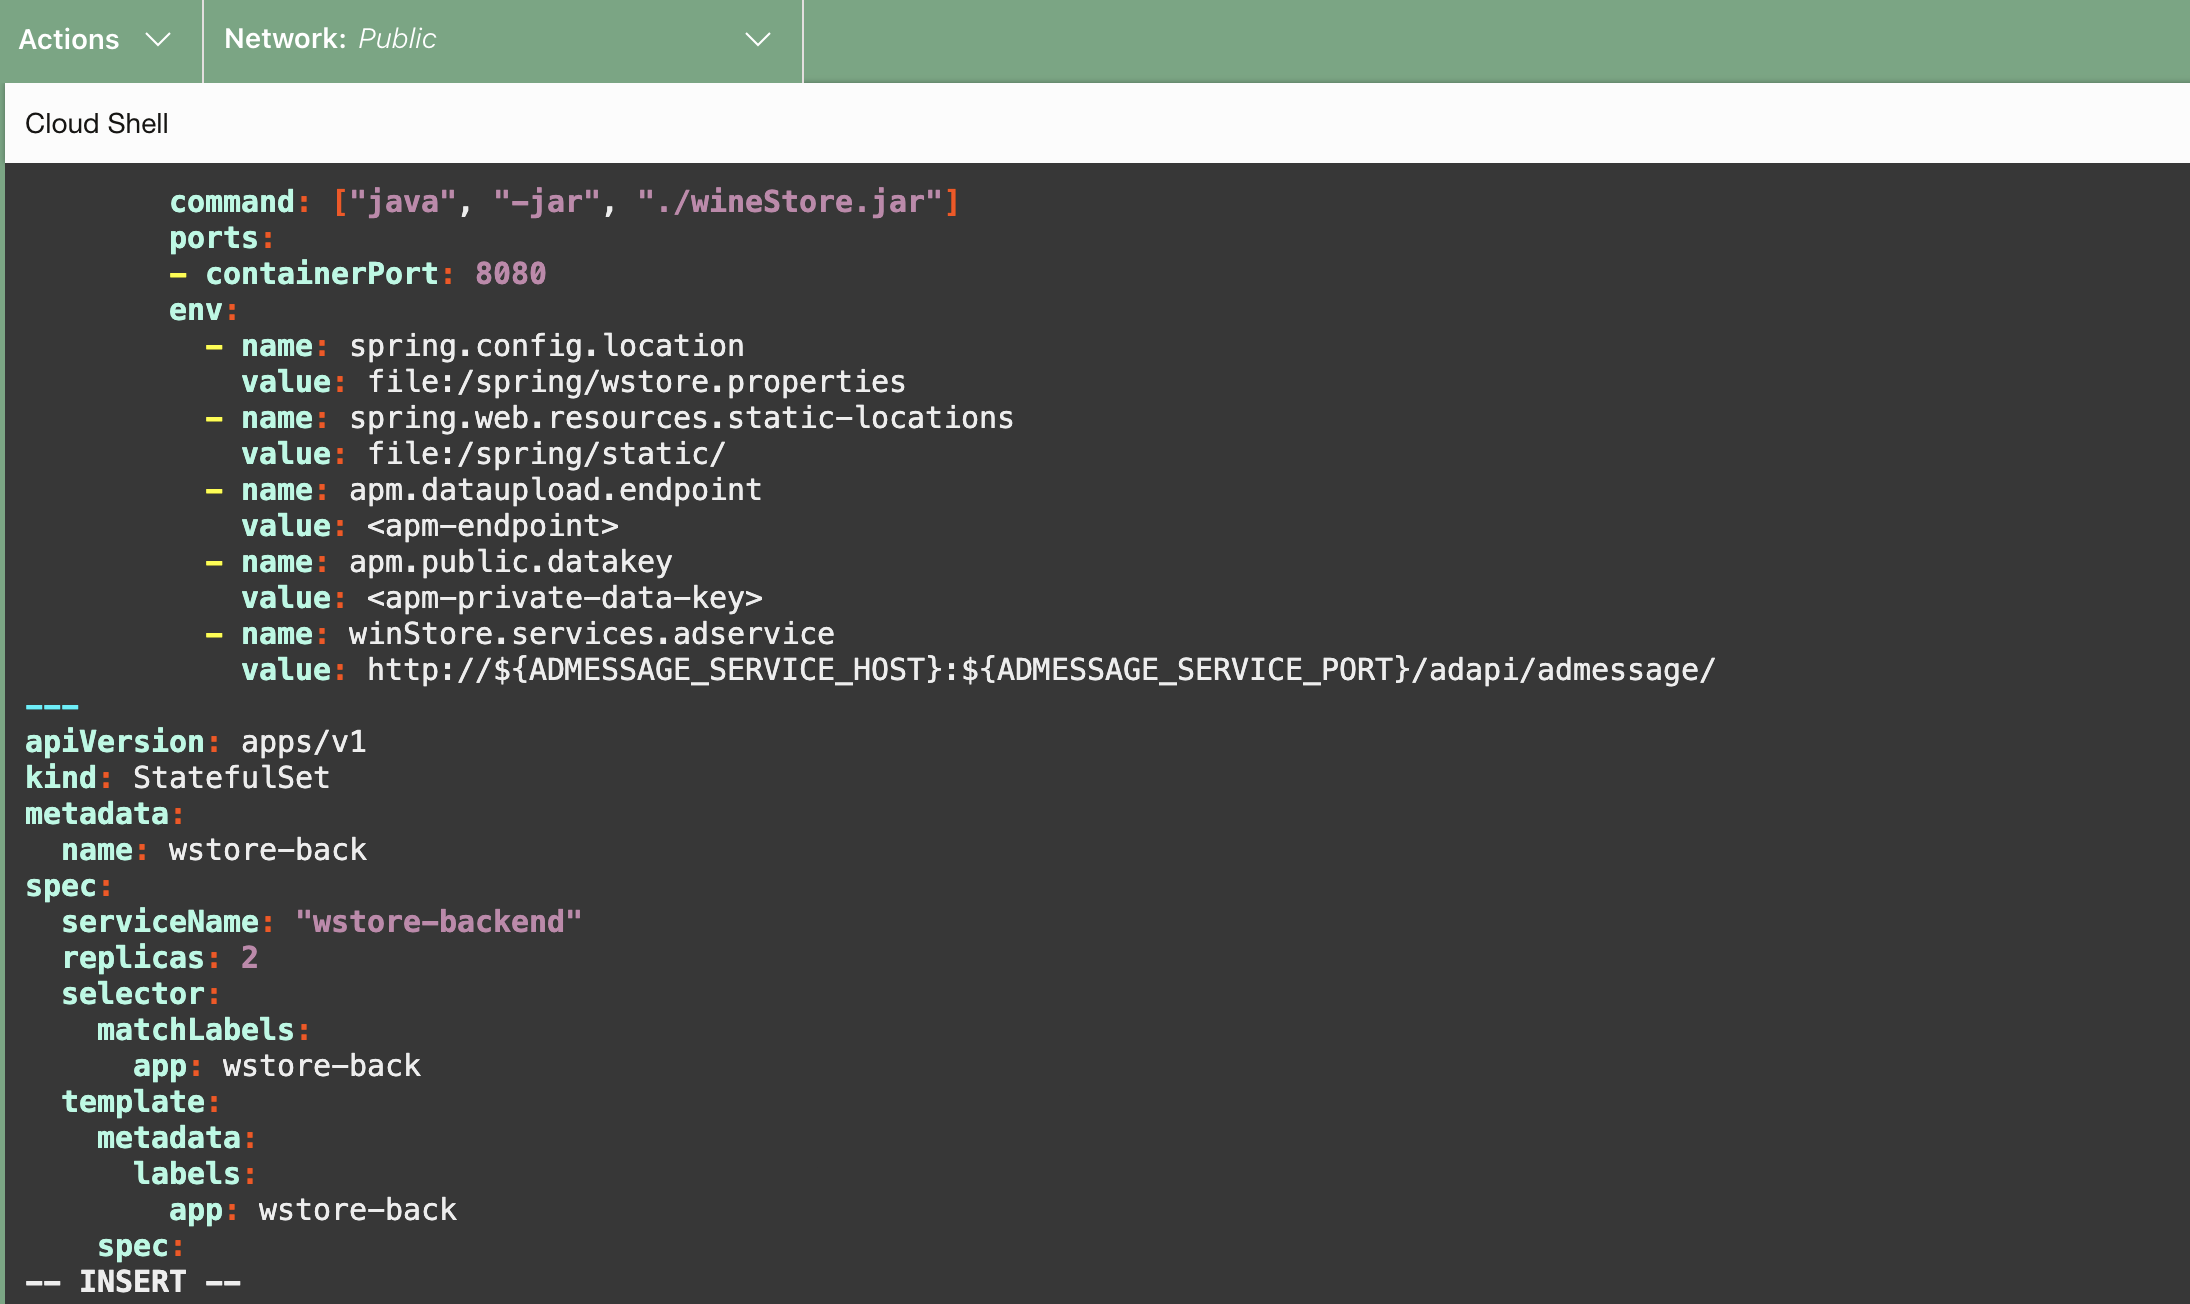 Actions
Network: Public
Cloud Shell
command: ["java", "-jar", "./wineStore.jar"]
ports:
- containerPort: 8080
env:
- name: spring.config.location
value: file:/spring/wstore.properties
- name: spring.web.resources.static-locations
value: file:/spring/static/
- name: apm.dataupload.endpoint
value: <apm-endpoint>
- name: apm.public.datakey
value: <apm-private-data-key>
- name: winStore.services.adservice
value: http://${ADMESSAGE_SERVICE_HOST}:${ADMESSAGE_SERVICE_PORT}/adapi/admessage/
---
apiVersion: apps/v1
kind: StatefulSet
metadata:
name: wstore-back
spec:
serviceName: "wstore-backend"
replicas: 2
selector:
matchLabels:
app: wstore-back
template:
metadata:
labels:
app: wstore-back
spec:
-- INSERT --